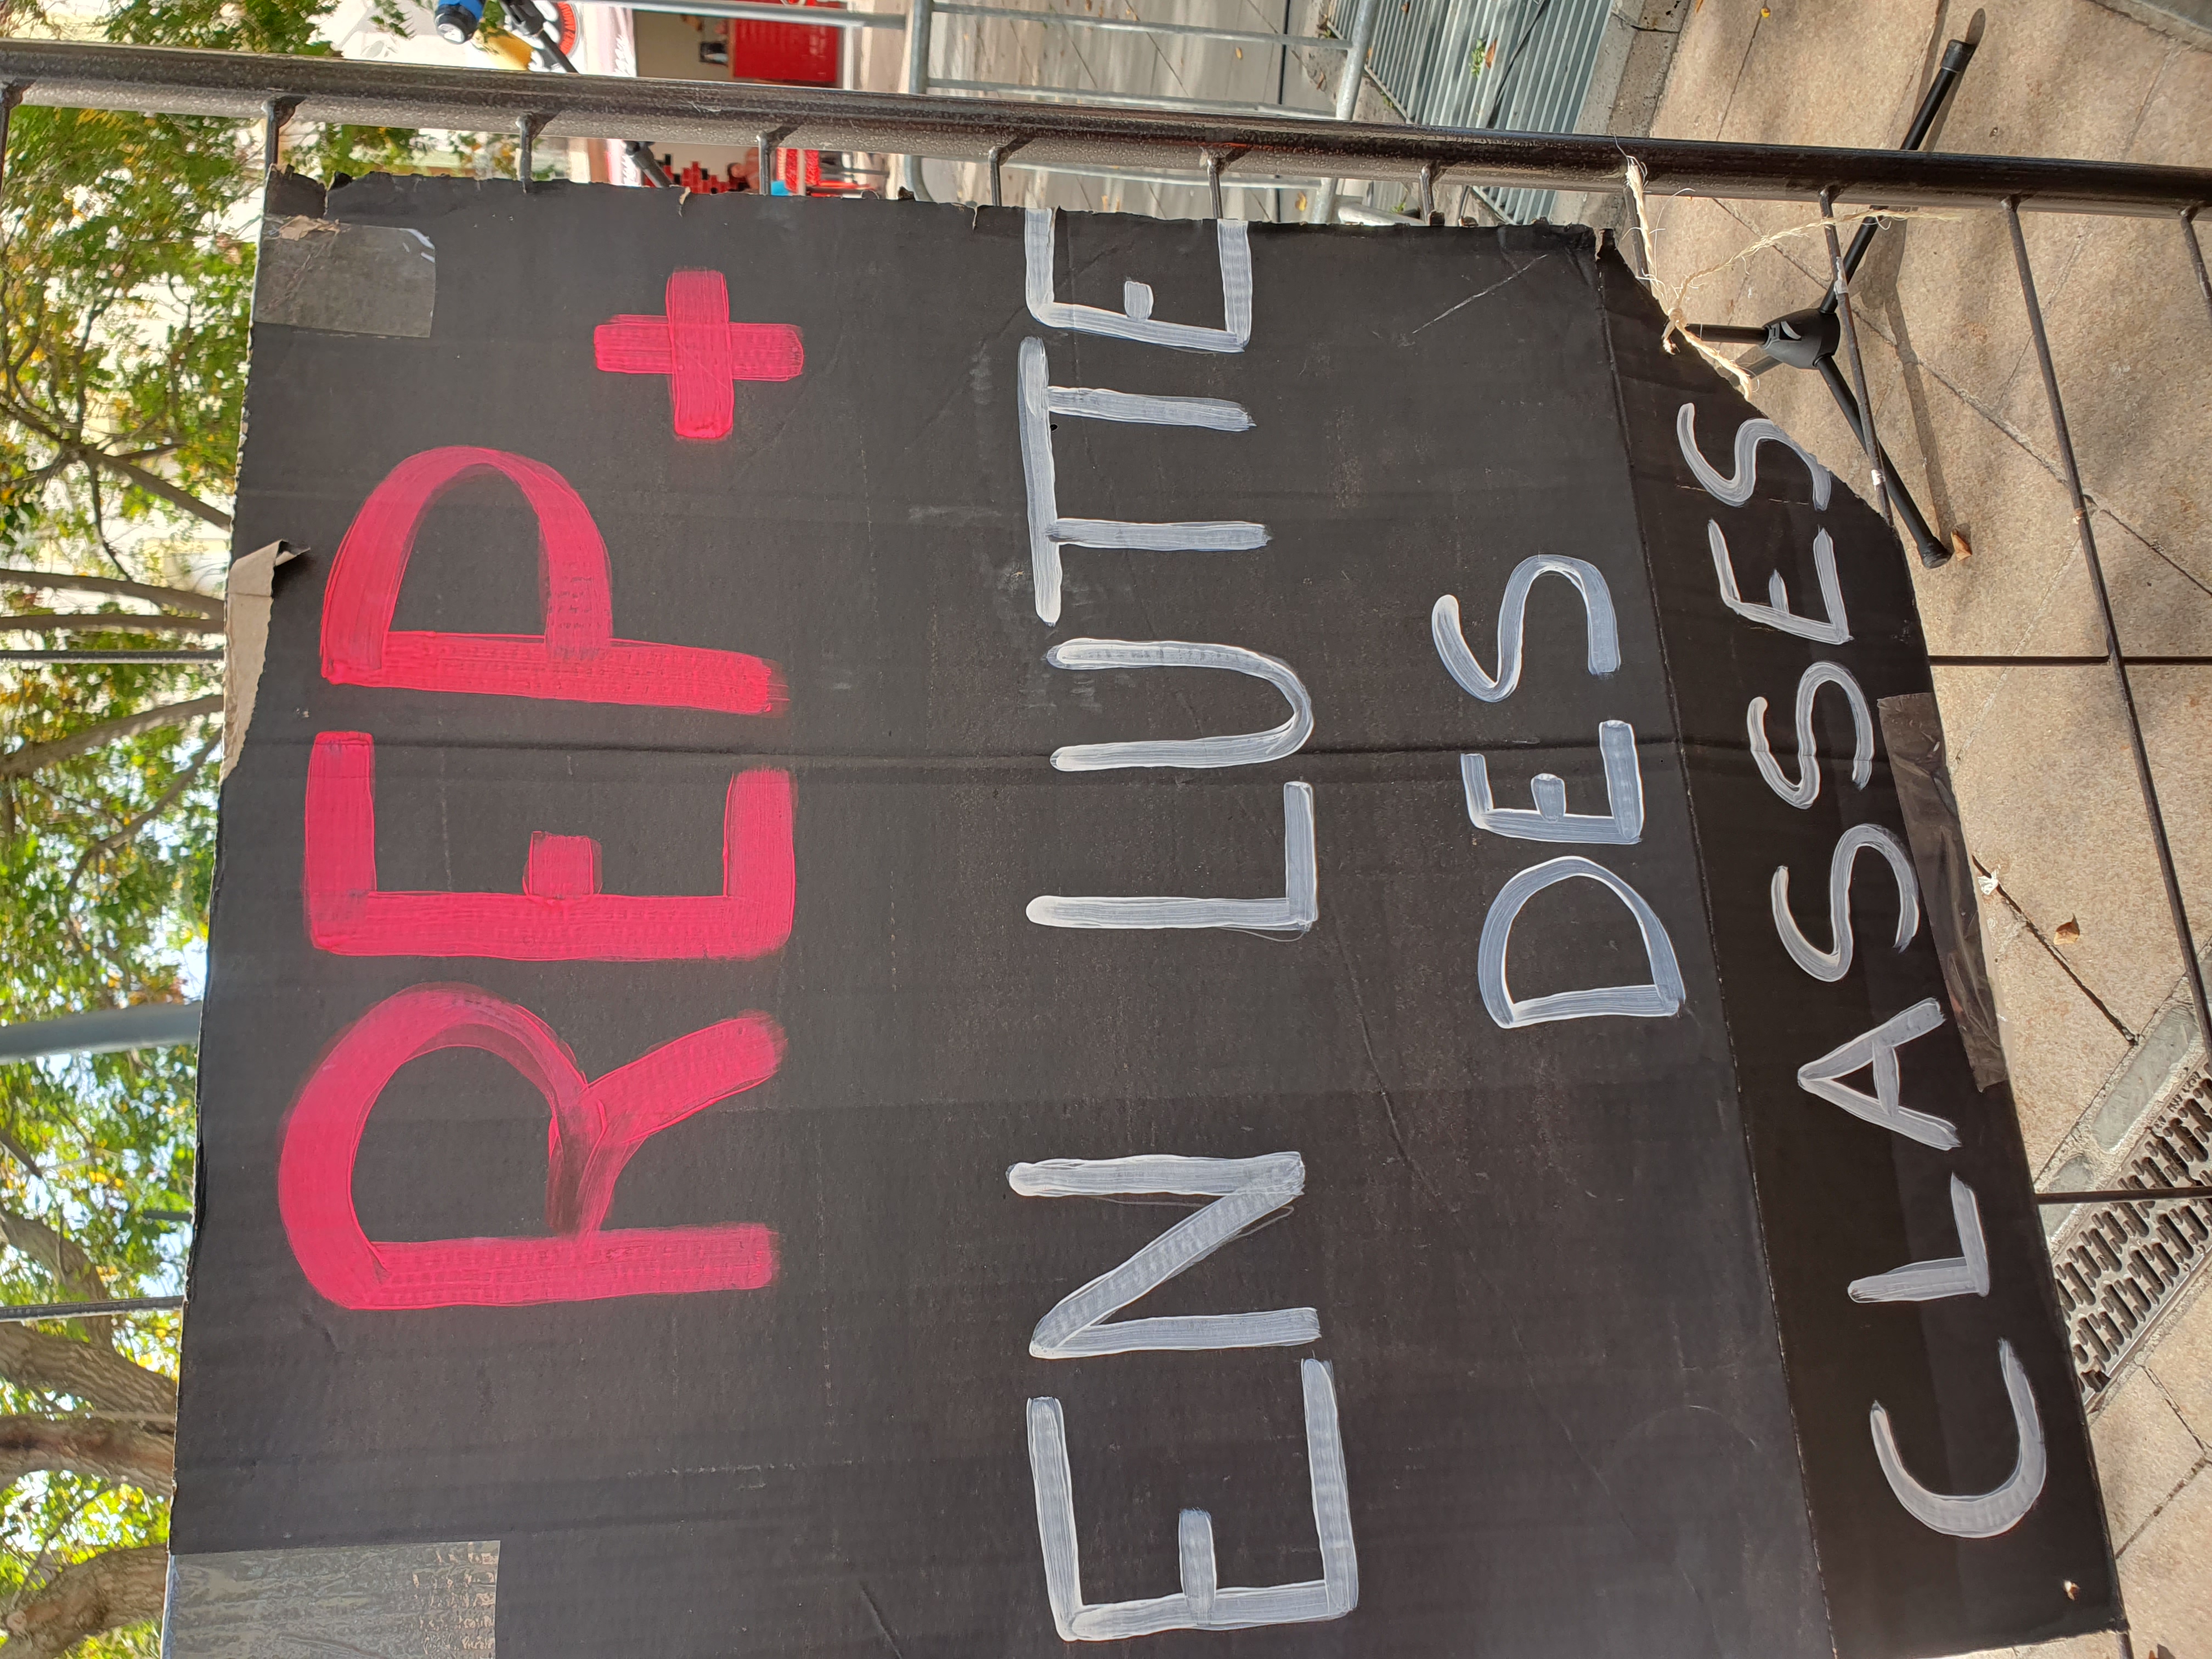 REP+
EN LUTTE
DES
CLASSES